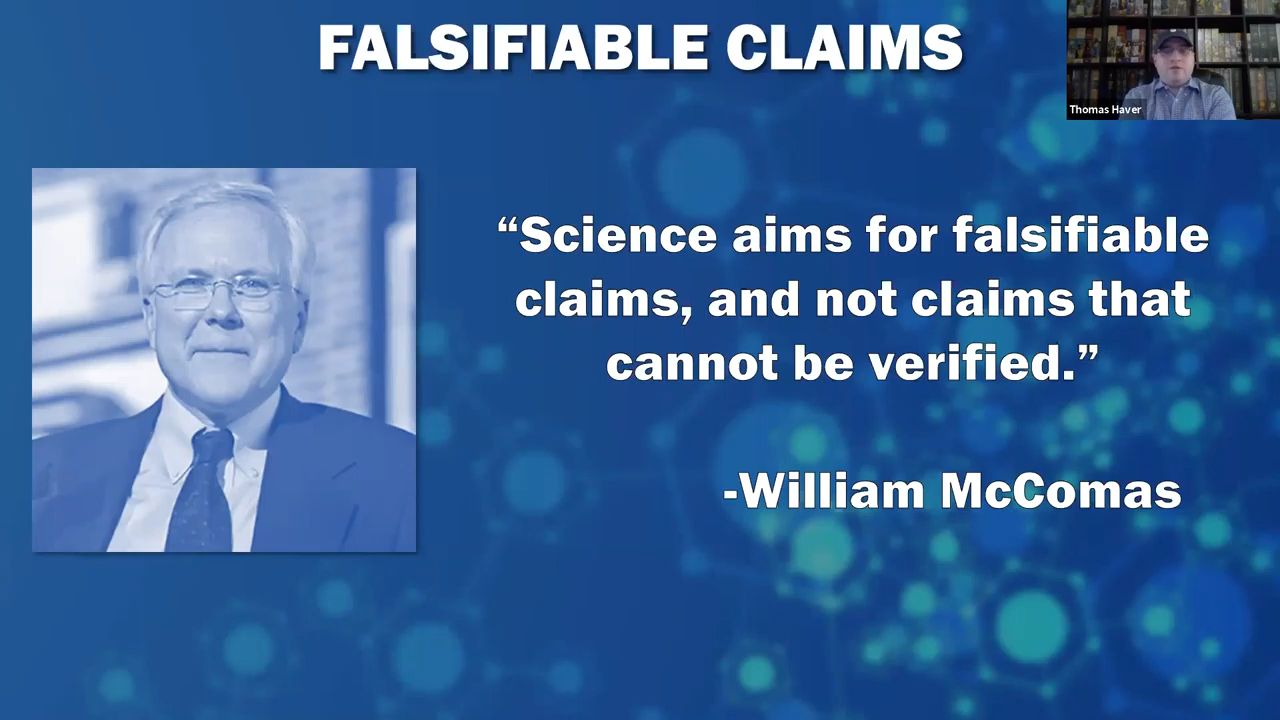 FALSIFIABLE CLAIMS
Thomas Haver
“Science aims for falsifiable
claims, and not claims that
cannot be verified.”
-William McComas